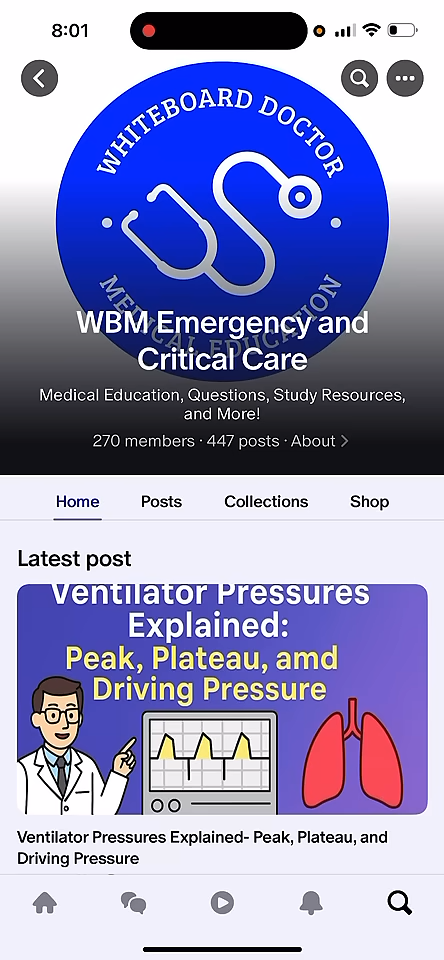 8:01
WHITEBOARD DOCTOR
MEDICAL EDUCATION
WBM Emergency and
Critical Care
Medical Education, Questions, Study Resources,
and More!
270 members · 447 posts · About
Home Posts Collections Shop
Latest post
Ventilator Pressures
Explained:
Peak, Plateau, amd
Driving Pressure
Ventilator Pressures Explained- Peak, Plateau, and
Driving Pressure